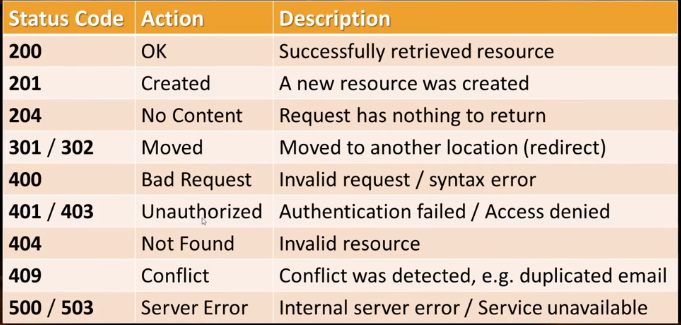 Status Code Action Description
200 OK Successfully retrieved resource
201 Created A new resource was created
204 No Content Request has nothing to return
301 / 302 Moved Moved to another location (redirect)
400 Bad Request Invalid request / syntax error
401 / 403 Unauthorized Authentication failed / Access denied
404 Not Found Invalid resource
409 Conflict Conflict was detected, e.g. duplicated email
500 / 503 Server Error Internal server error / Service unavailable